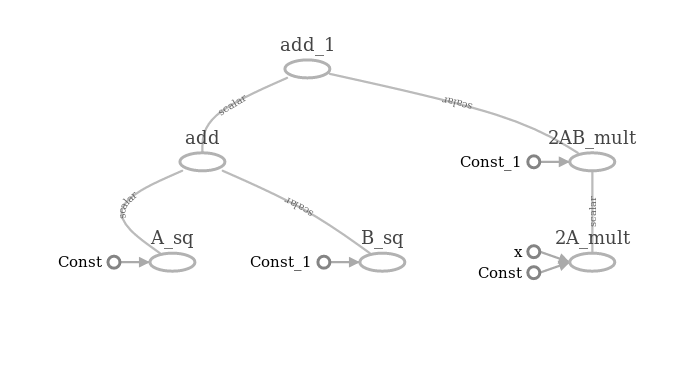 add_1
scalar
scalar
add
2AB_mult
Const_1
scalar
scalar
scalar
A_sq
B_sq
2A_mult
x
Const
Const_1
Const